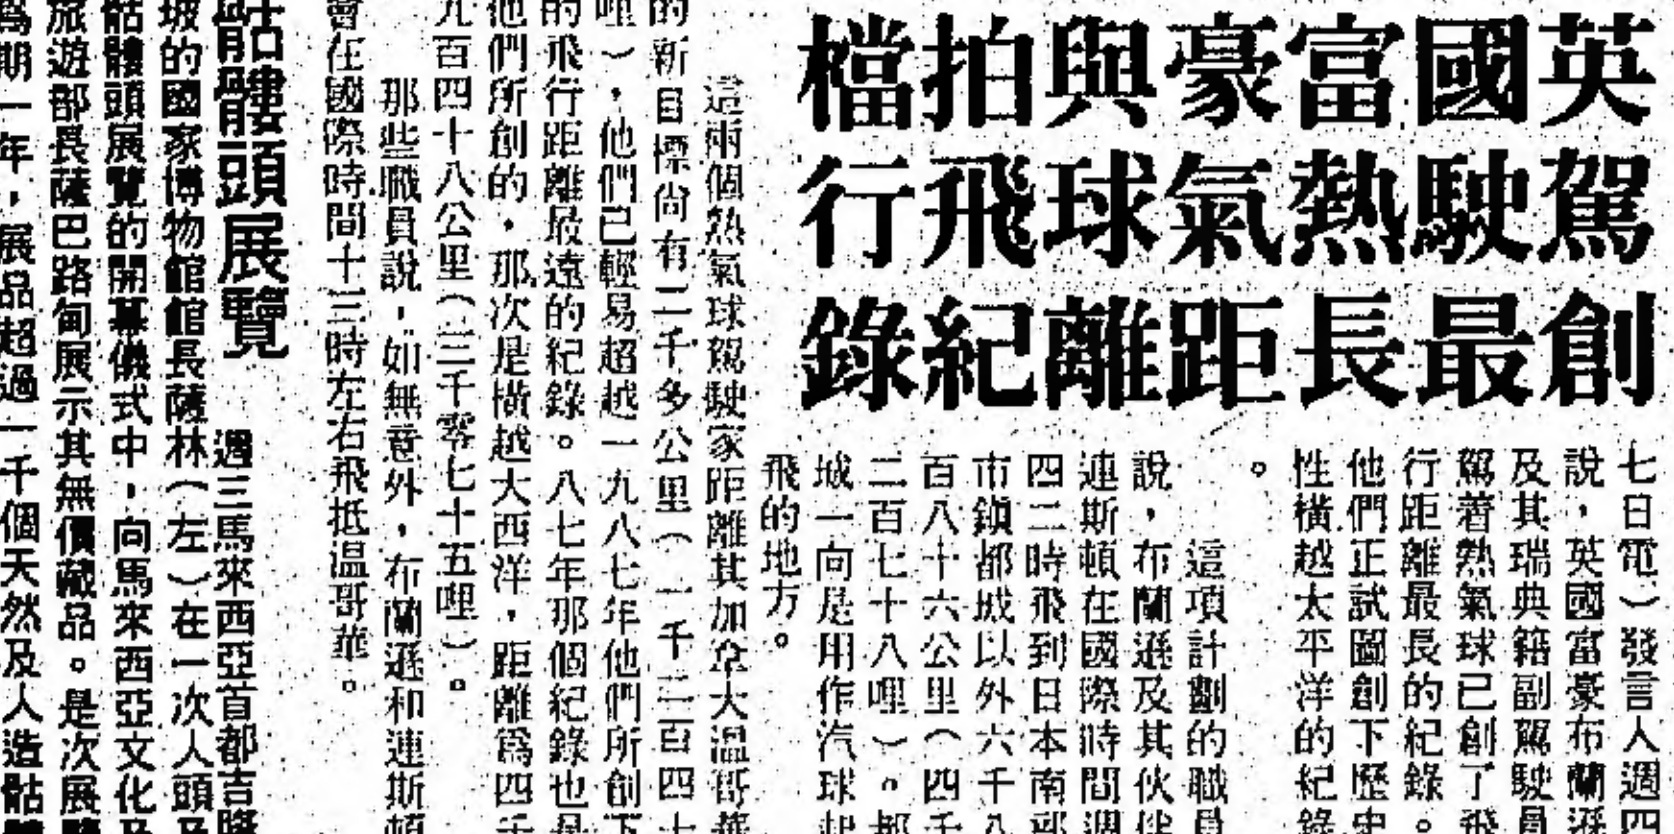 英國富豪與拍檔
駕駛熱氣球飛行
創最長距離紀錄
七日電）發言人週四
說，英國富豪布蘭遜
及其瑞典籍副駕駛員
駕着熱氣球已創了飛
行距離最長的紀錄。
他們正試圖創下歷史
性橫越太平洋的紀錄
。
這項計劃的職員
說，布蘭遜及其伙伴
連斯頓在國際時間週
四二時飛到日本南部
市鎮都城以外六千八
百八十六公里（四千
二百七十八哩）。都
城一向是用作汽球起
飛的地方。
這兩個熱氣球駕駛家距離其加拿大溫哥華
的新目標尚有二千多公里（一千三百四十
哩），他們已輕易超越一九八七年他們所創下
的飛行距離最遠的紀錄。八七年那個紀錄也是
他們所創的，那次是橫越大西洋，距離爲四千
九百四十八公里（三千零七十五哩）。
那些職員說，如無意外，布蘭遜和連斯頓
會在國際時間十三時左右飛抵温哥華。
骷髏頭展覽
週三馬來西亞首都吉隆
坡的國家博物館館長薩林（左）在一次人頭及
骷髏頭展覽的開幕儀式中，向馬來西亞文化及
旅遊部長薩巴路甸展示其無價藏品。是次展覽
爲期一年，展品超過一千個天然及人造骷髏